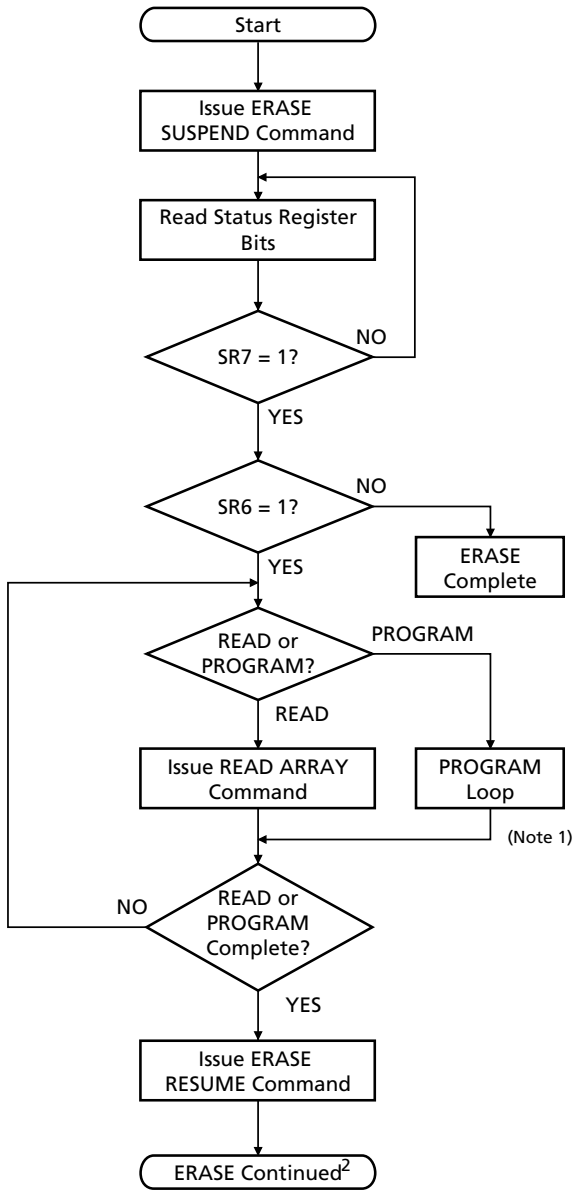 Start
Issue ERASE
SUSPEND Command
Read Status Register
Bits
NO
SR7 = 1?
YES
NO
SR6 = 1?
YES
ERASE
Complete
READ or
PROGRAM?
PROGRAM
READ
Issue READ ARRAY
Command
PROGRAM
Loop
(Note 1)
NO
READ or
PROGRAM
Complete?
YES
Issue ERASE
RESUME Command
ERASE Continued²